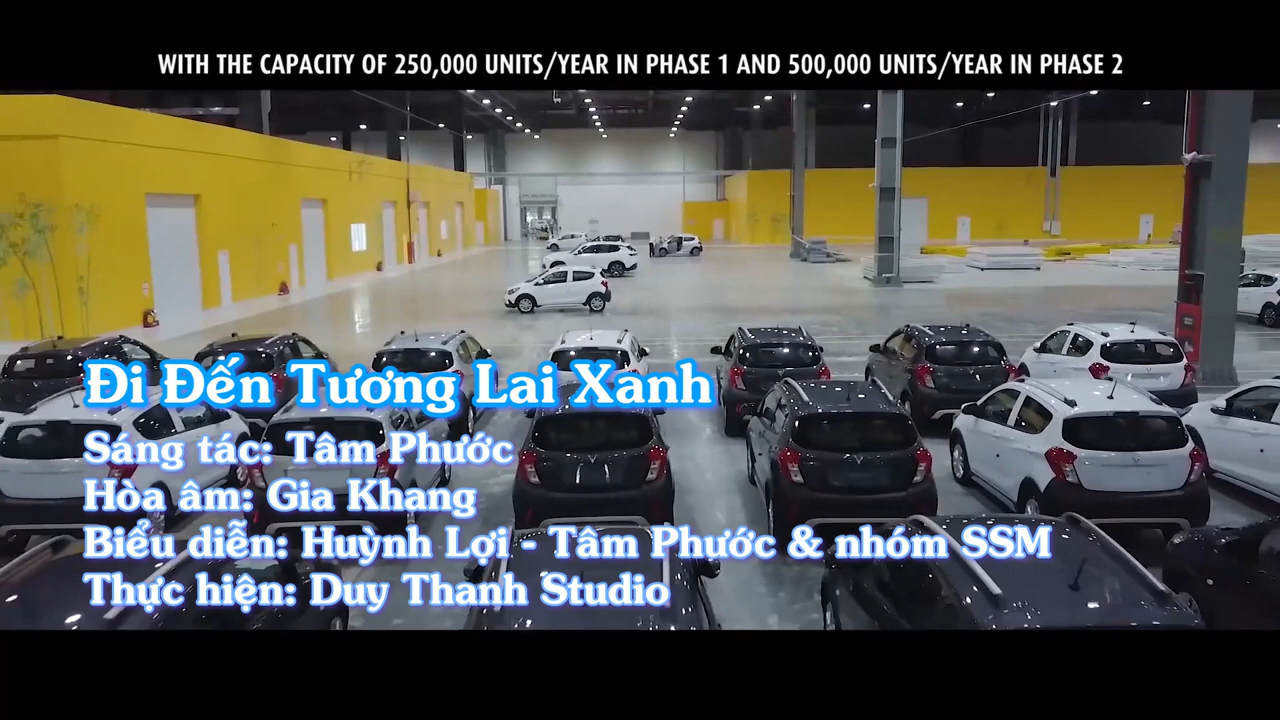 WITH THE CAPACITY OF 250,000 UNITS/YEAR IN PHASE 1 AND 500,000 UNITS/YEAR IN PHASE 2
Đi Đến Tương Lai Xanh
Sáng tác: Tâm Phước
Hòa âm: Gia Khang
Biểu diễn: Huỳnh Lợi - Tâm Phước & nhóm SSM
Thực hiện: Duy Thanh Studio